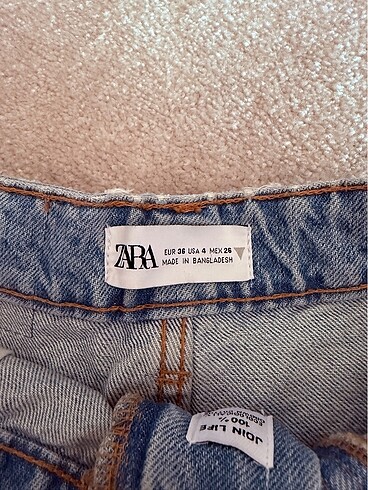 ZARA
EUR 36 USA 4 MEX 26
MADE IN BANGLADESH
JOIN LIFE
100%